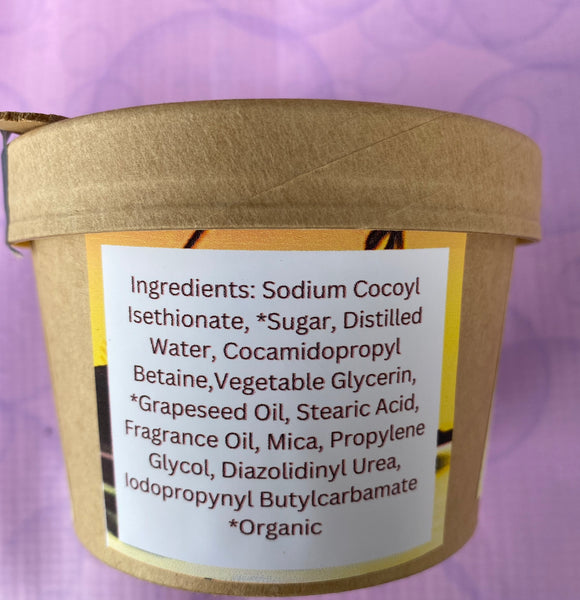 Ingredients: Sodium Cocoyl
Isethionate, *Sugar, Distilled
Water, Cocamidopropyl
Betaine,Vegetable Glycerin,
*Grapeseed Oil, Stearic Acid,
Fragrance Oil, Mica, Propylene
Glycol, Diazolidinyl Urea,
Iodopropynyl Butylcarbamate
*Organic